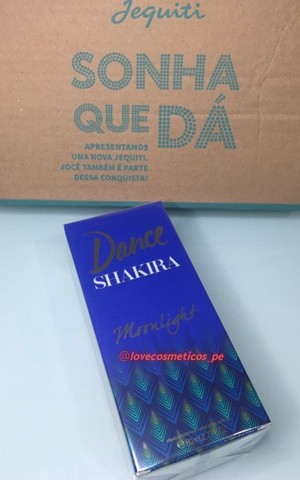 Jequiti
SONHA
QUE DÁ
APRESENTAMOS
UMA NOVA JEQUITI.
VOCÊ TAMBÉM É PARTE
DESSA CONQUISTA!
Dance
SHAKIRA
Moonlight
@lovecosmeticos_pe